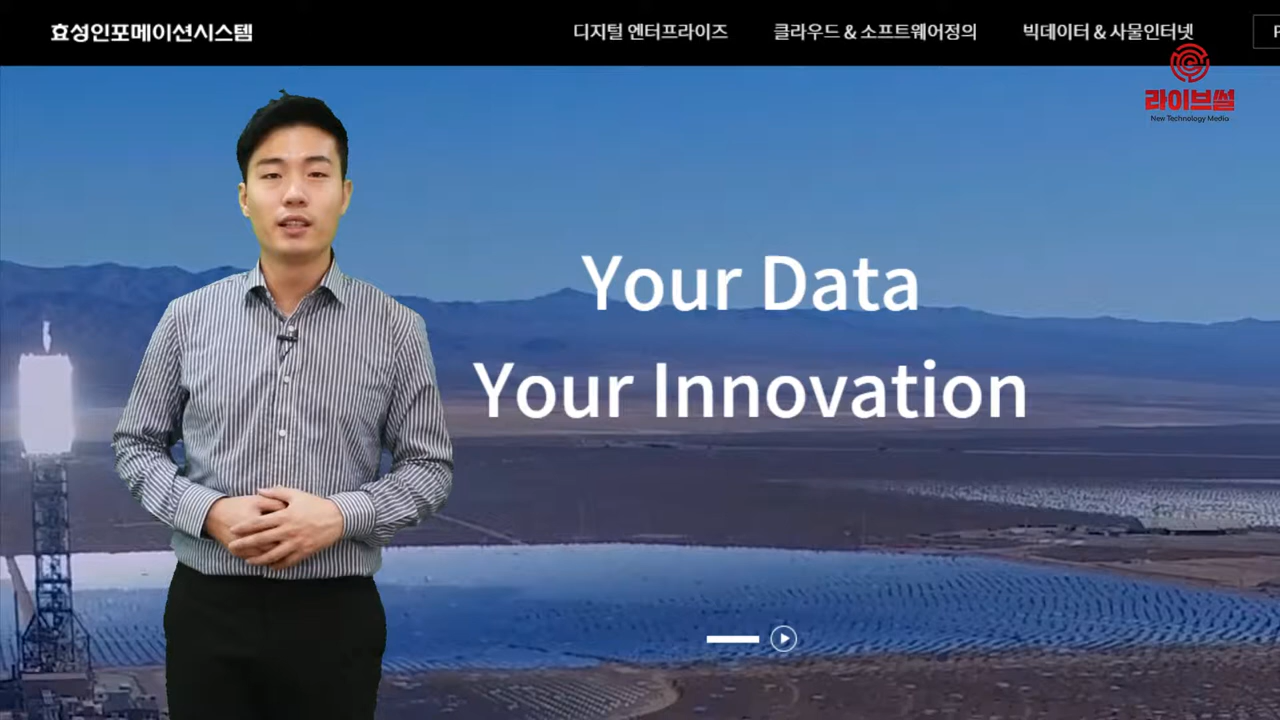 효성인포메이션시스템
디지털 엔터프라이즈
클라우드 & 소프트웨어정의
빅데이터 & 사물인터넷
P
라이브썰
New Technology Media
Your Data
Your Innovation